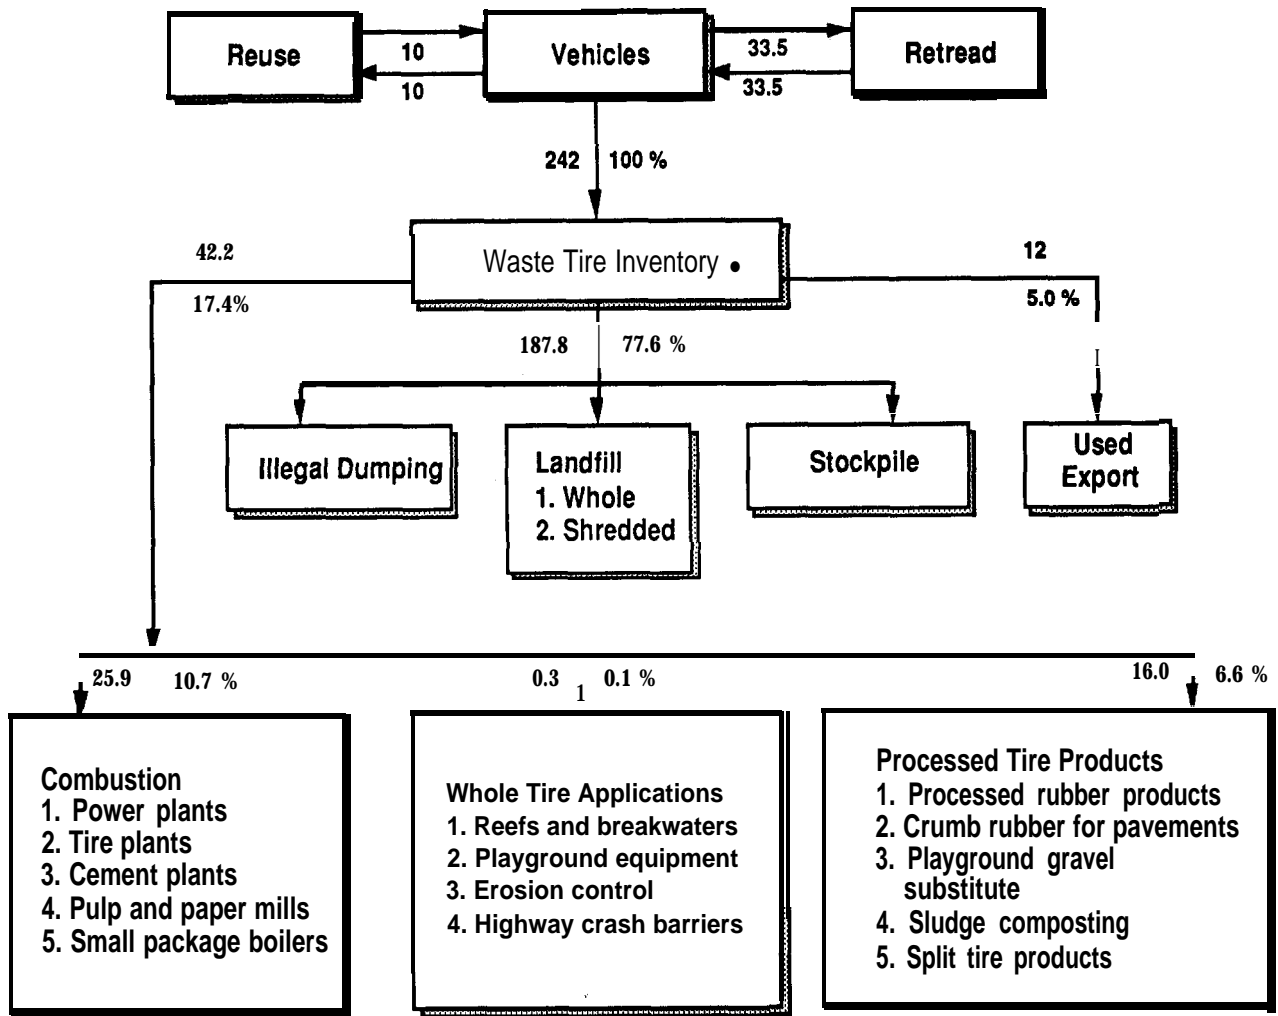 Reuse
10
10
Vehicles
33.5
33.5
Retread
242 100 %
Waste Tire Inventory •
42.2
17.4%
12
5.0 %
187.8 77.6 %
Illegal Dumping
Landfill
1. Whole
2. Shredded
Stockpile
Used
Export
25.9 10.7 %
0.3 0.1 %
16.0 6.6 %
Combustion
1. Power plants
2. Tire plants
3. Cement plants
4. Pulp and paper mills
5. Small package boilers
Whole Tire Applications
1. Reefs and breakwaters
2. Playground equipment
3. Erosion control
4. Highway crash barriers
Processed Tire Products
1. Processed rubber products
2. Crumb rubber for pavements
3. Playground gravel
substitute
4. Sludge composting
5. Split tire products